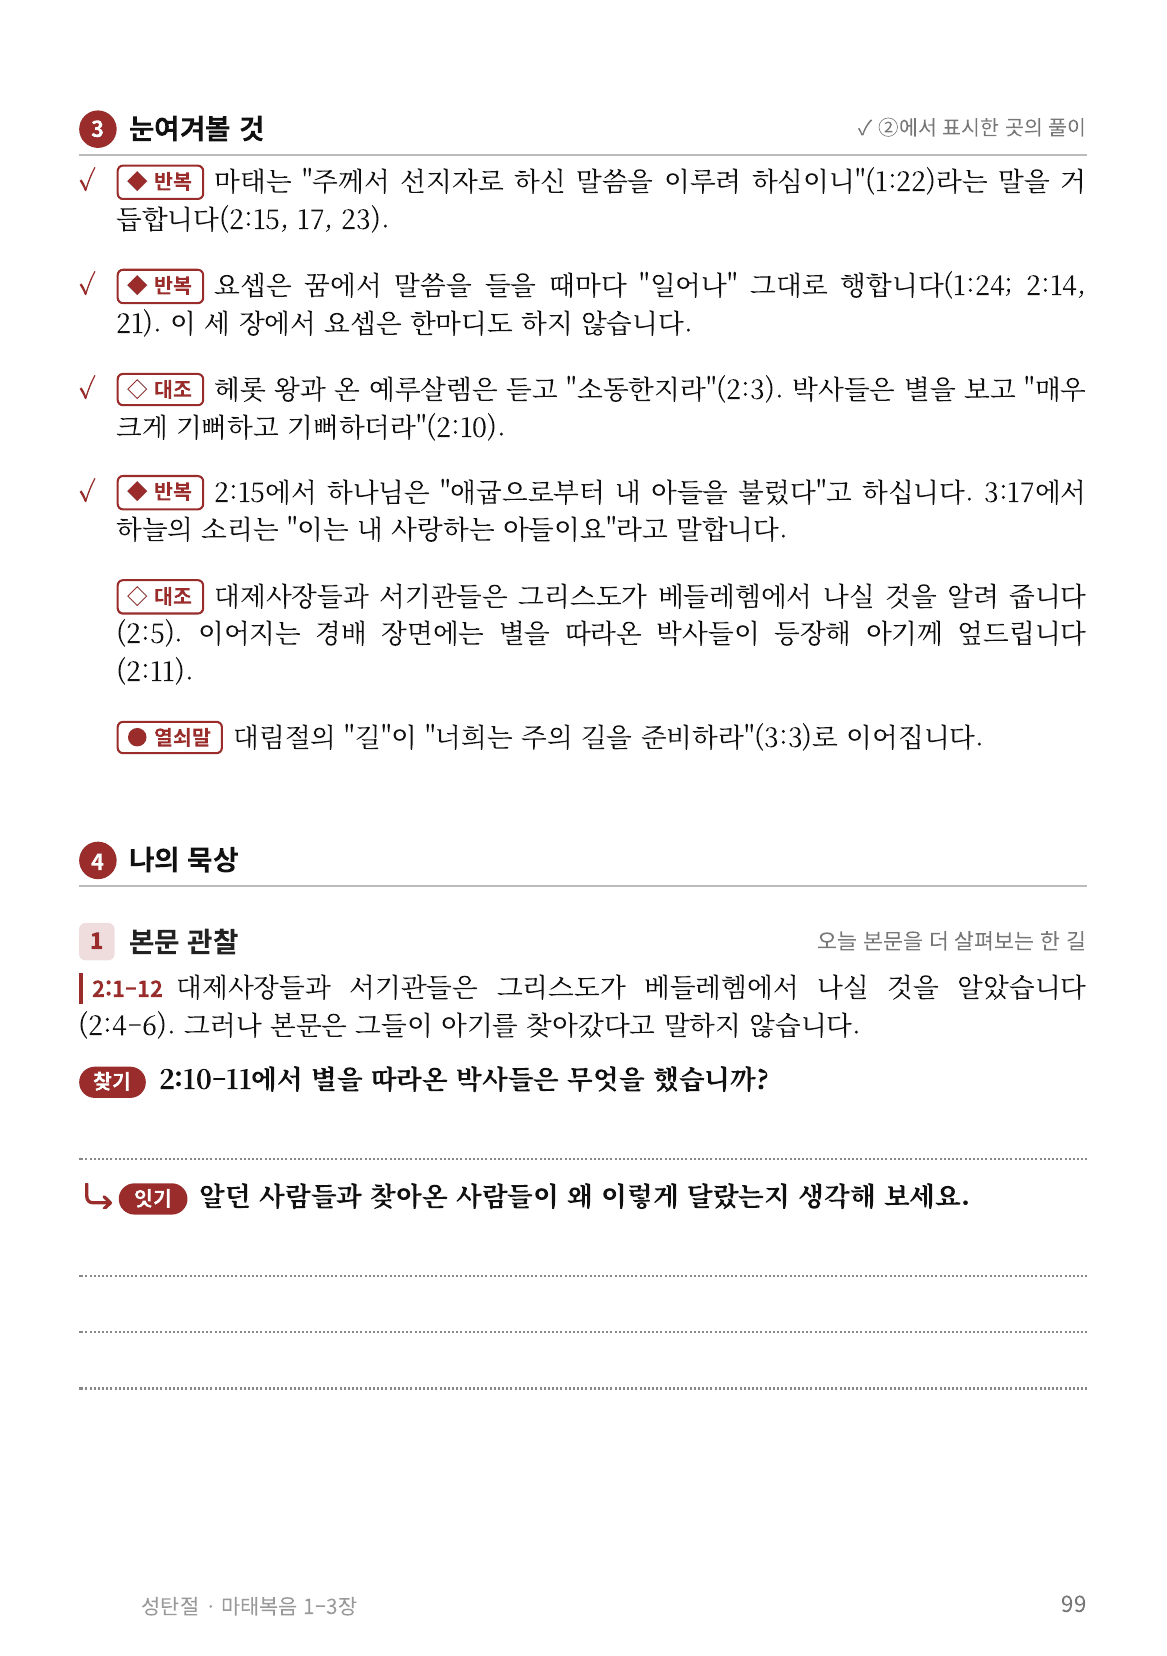 3 눈여겨볼 것
✓ ②에서 표시한 곳의 풀이
✓ ◆ 반복 마태는 "주께서 선지자로 하신 말씀을 이루려 하심이니"(1:22)라는 말을 거
듭합니다(2:15, 17, 23).
✓ ◆ 반복 요셉은 꿈에서 말씀을 들을 때마다 "일어나" 그대로 행합니다(1:24; 2:14,
21). 이 세 장에서 요셉은 한마디도 하지 않습니다.
✓ ◇ 대조 헤롯 왕과 온 예루살렘은 듣고 "소동한지라"(2:3). 박사들은 별을 보고 "매우
크게 기뻐하고 기뻐하더라"(2:10).
✓ ◆ 반복 2:15에서 하나님은 "애굽으로부터 내 아들을 불렀다"고 하십니다. 3:17에서
하늘의 소리는 "이는 내 사랑하는 아들이요"라고 말합니다.
◇ 대조 대제사장들과 서기관들은 그리스도가 베들레헴에서 나실 것을 알려 줍니다
(2:5). 이어지는 경배 장면에는 별을 따라온 박사들이 등장해 아기께 엎드립니다
(2:11).
● 열쇠말 대림절의 "길"이 "너희는 주의 길을 준비하라"(3:3)로 이어집니다.
4 나의 묵상
1 본문 관찰
오늘 본문을 더 살펴보는 한 길
2:1–12 대제사장들과 서기관들은 그리스도가 베들레헴에서 나실 것을 알았습니다
(2:4–6). 그러나 본문은 그들이 아기를 찾아갔다고 말하지 않습니다.
찾기 2:10–11에서 별을 따라온 박사들은 무엇을 했습니까?
잇기 알던 사람들과 찾아온 사람들이 왜 이렇게 달랐는지 생각해 보세요.
성탄절 · 마태복음 1–3장
99